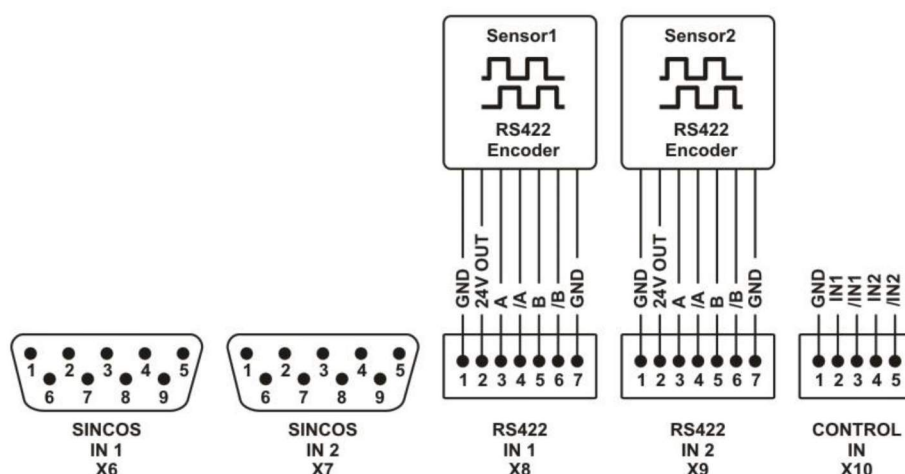 Sensor1
RS422
Encoder
Sensor2
RS422
Encoder
GND
24V OUT
A
/A
B
/B
GND
GND
24V OUT
A
/A
B
/B
GND
GND
IN1
/IN1
IN2
/IN2
1 2 3 4 5
6 7 8 9
1 2 3 4 5
6 7 8 9
1 2 3 4 5 6 7
1 2 3 4 5 6 7
1 2 3 4 5
SINCOS
IN 1
X6
SINCOS
IN 2
X7
RS422
IN 1
X8
RS422
IN 2
X9
CONTROL
IN
X10